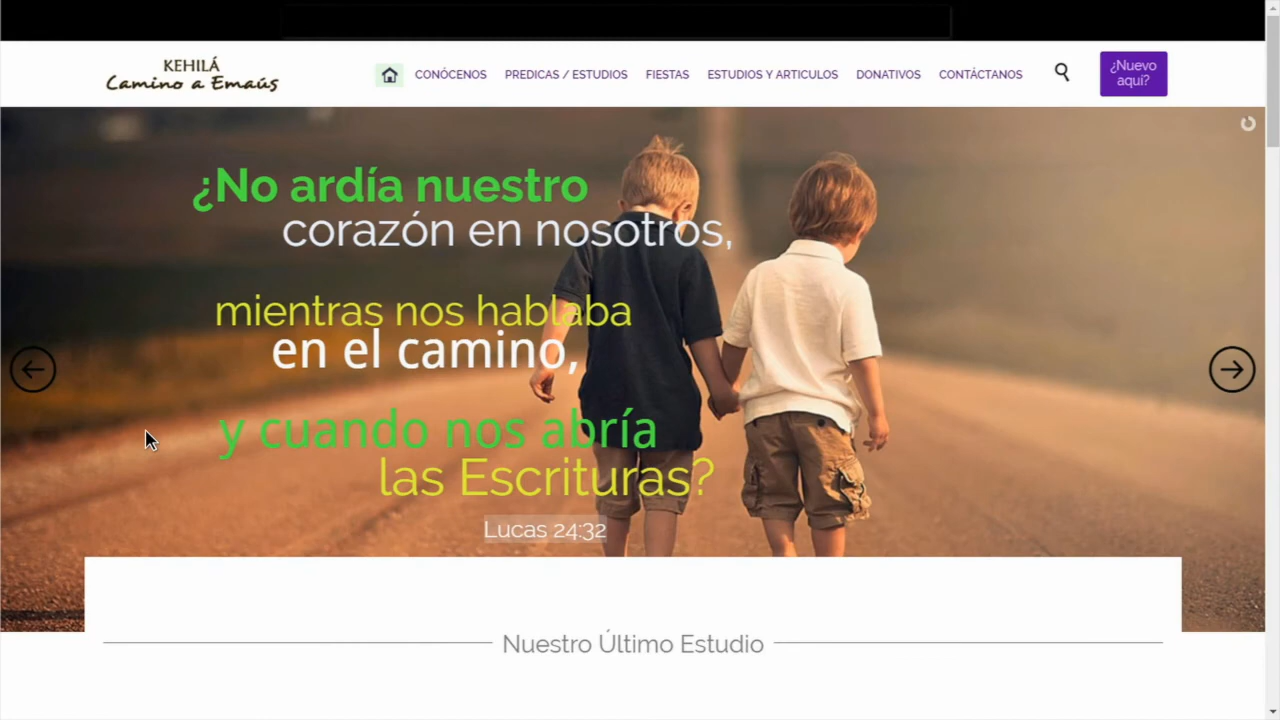 KEHILÁ
Camino a Emaús
CONÓCENOS PREDICAS / ESTUDIOS FIESTAS ESTUDIOS Y ARTICULOS DONATIVOS CONTÁCTANOS
¿Nuevo
aquí?
¿No ardía nuestro
corazón en nosotros,
mientras nos hablaba
en el camino,
y cuando nos abría
las Escrituras?
Lucas 24:32
Nuestro Último Estudio